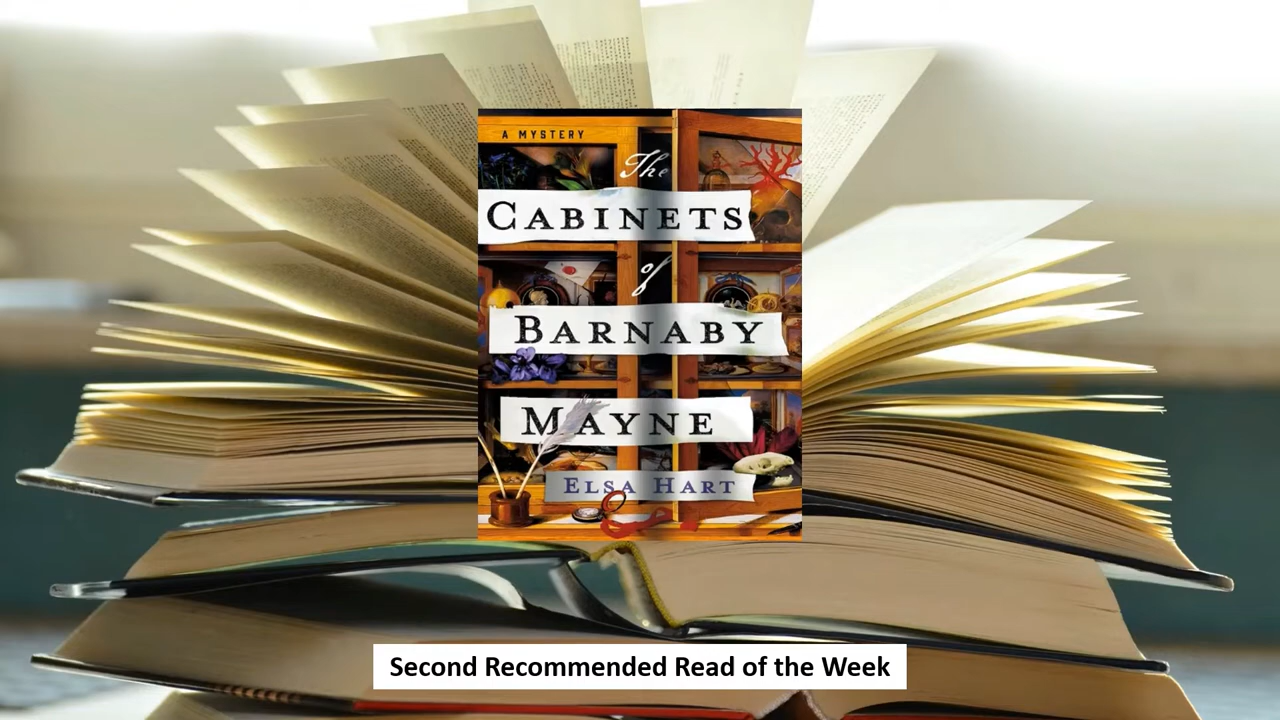 A MYSTERY
The
CABINETS
of
BARNABY
MAYNE
ELSA HART
Second Recommended Read of the Week